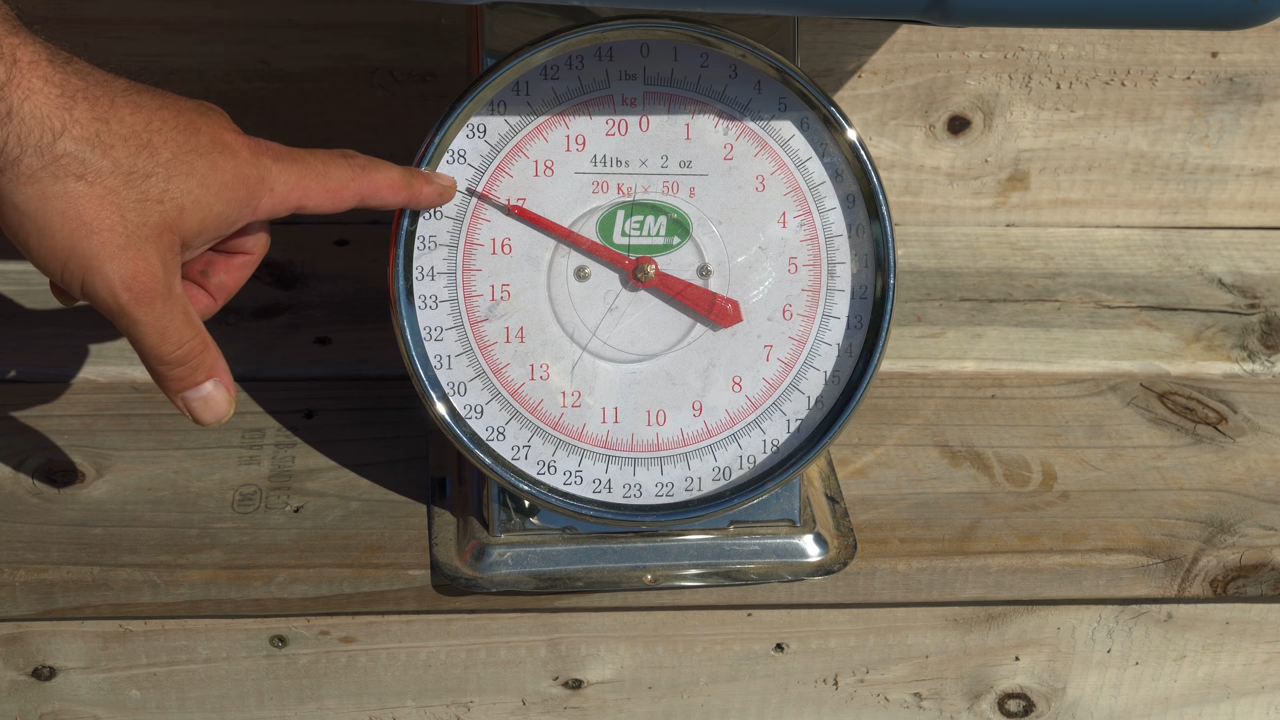 44 0 1 2 3 4 5 6 7 8 9 10 11 12 13 14 15 16 17 18 19 20 21 22 23 24 25 26 27 28 29 30 31 32 33 34 35 36 38 39 40 41 42 43
lbs
kg
20 0 1 2 3 4 5 6 7 8 9 10 11 12 13 14 15 16 17 18 19
44lbs × 2 oz
20 Kg × 50 g
LEM